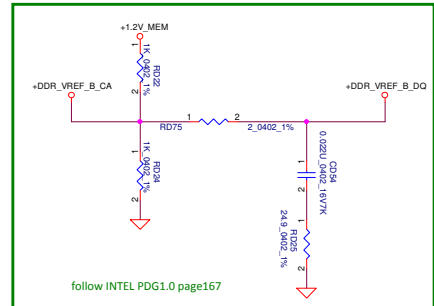 +1.2V_MEM
1
1K_0402_1%
RD22
2
+DDR_VREF_B_CA
+DDR_VREF_B_DQ
RD75
1
2
2_0402_1%
1
1K_0402_1%
RD24
2
1
0.022U_0402_16V7K
CD54
2
1
24.9_0402_1%
RD25
2
follow INTEL PDG1.0 page167